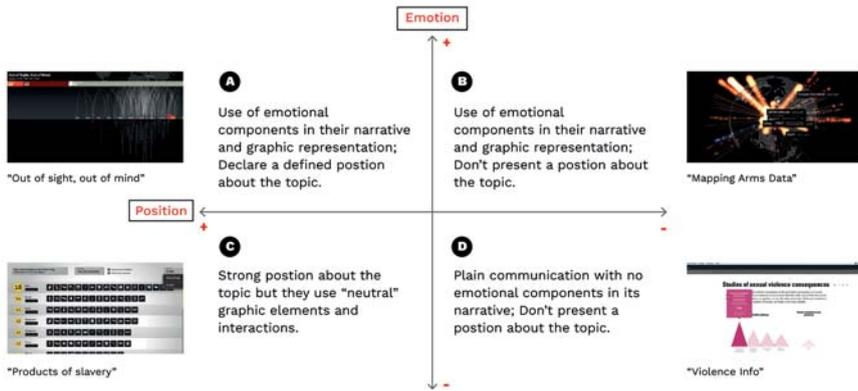 Emotion
+
A
Use of emotional
components in their narrative
and graphic representation;
Declare a defined postion
about the topic.
B
Use of emotional
components in their narrative
and graphic representation;
Don't present a postion about
the topic.
"Out of sight, out of mind"
"Mapping Arms Data"
Position
+
-
C
Strong postion about the
topic but they use "neutral"
graphic elements and
interactions.
D
Plain communication with no
emotional components in its
narrative; Don't present a
postion about the topic.
Studies of sexual violence consequences
"Products of slavery"
"Violence Info"
-